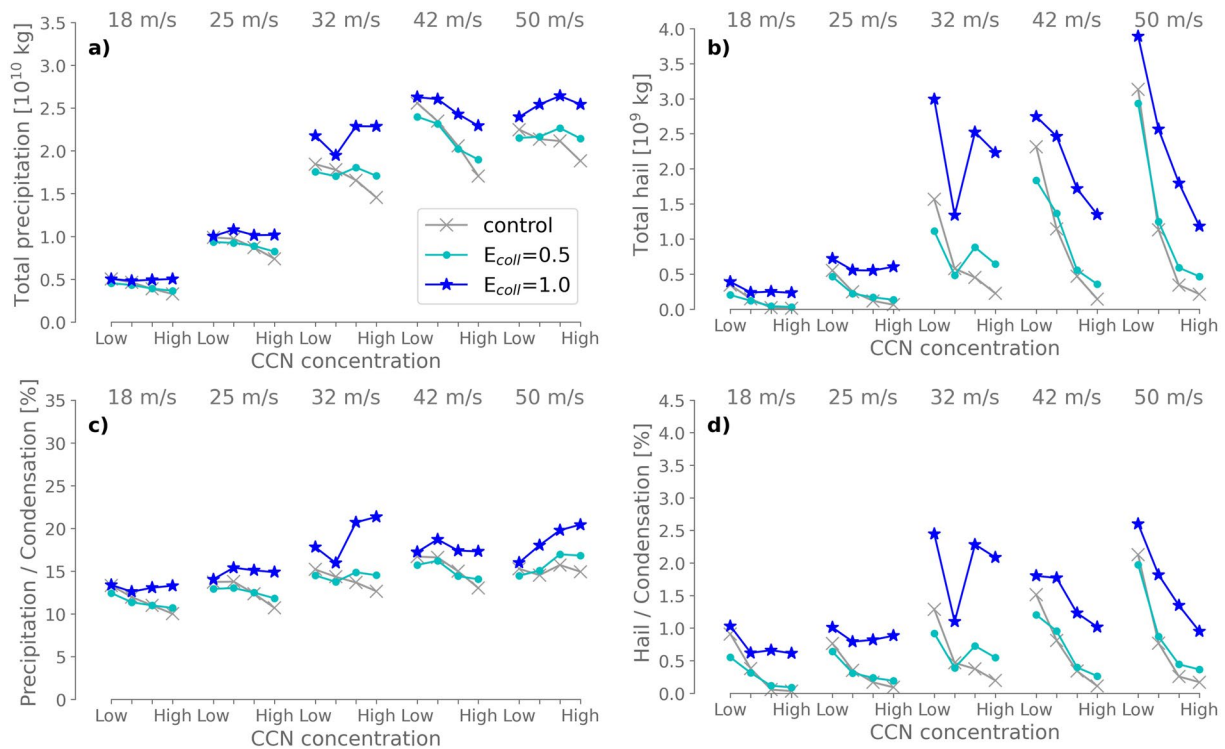 18 m/s 25 m/s 32 m/s 42 m/s 50 m/s
a)
Total precipitation [10^10 kg]
3.5
3.0
2.5
2.0
1.5
1.0
0.5
0.0
control
E_coll=0.5
E_coll=1.0
Low High Low High Low High Low High Low High
CCN concentration
18 m/s 25 m/s 32 m/s 42 m/s 50 m/s
b)
Total hail [10^9 kg]
4.0
3.5
3.0
2.5
2.0
1.5
1.0
0.5
0.0
Low High Low High Low High Low High Low High
CCN concentration
18 m/s 25 m/s 32 m/s 42 m/s 50 m/s
c)
Precipitation / Condensation [%]
35
30
25
20
15
10
5
0
Low High Low High Low High Low High Low High
CCN concentration
18 m/s 25 m/s 32 m/s 42 m/s 50 m/s
d)
Hail / Condensation [%]
4.5
4.0
3.5
3.0
2.5
2.0
1.5
1.0
0.5
0.0
Low High Low High Low High Low High Low High
CCN concentration